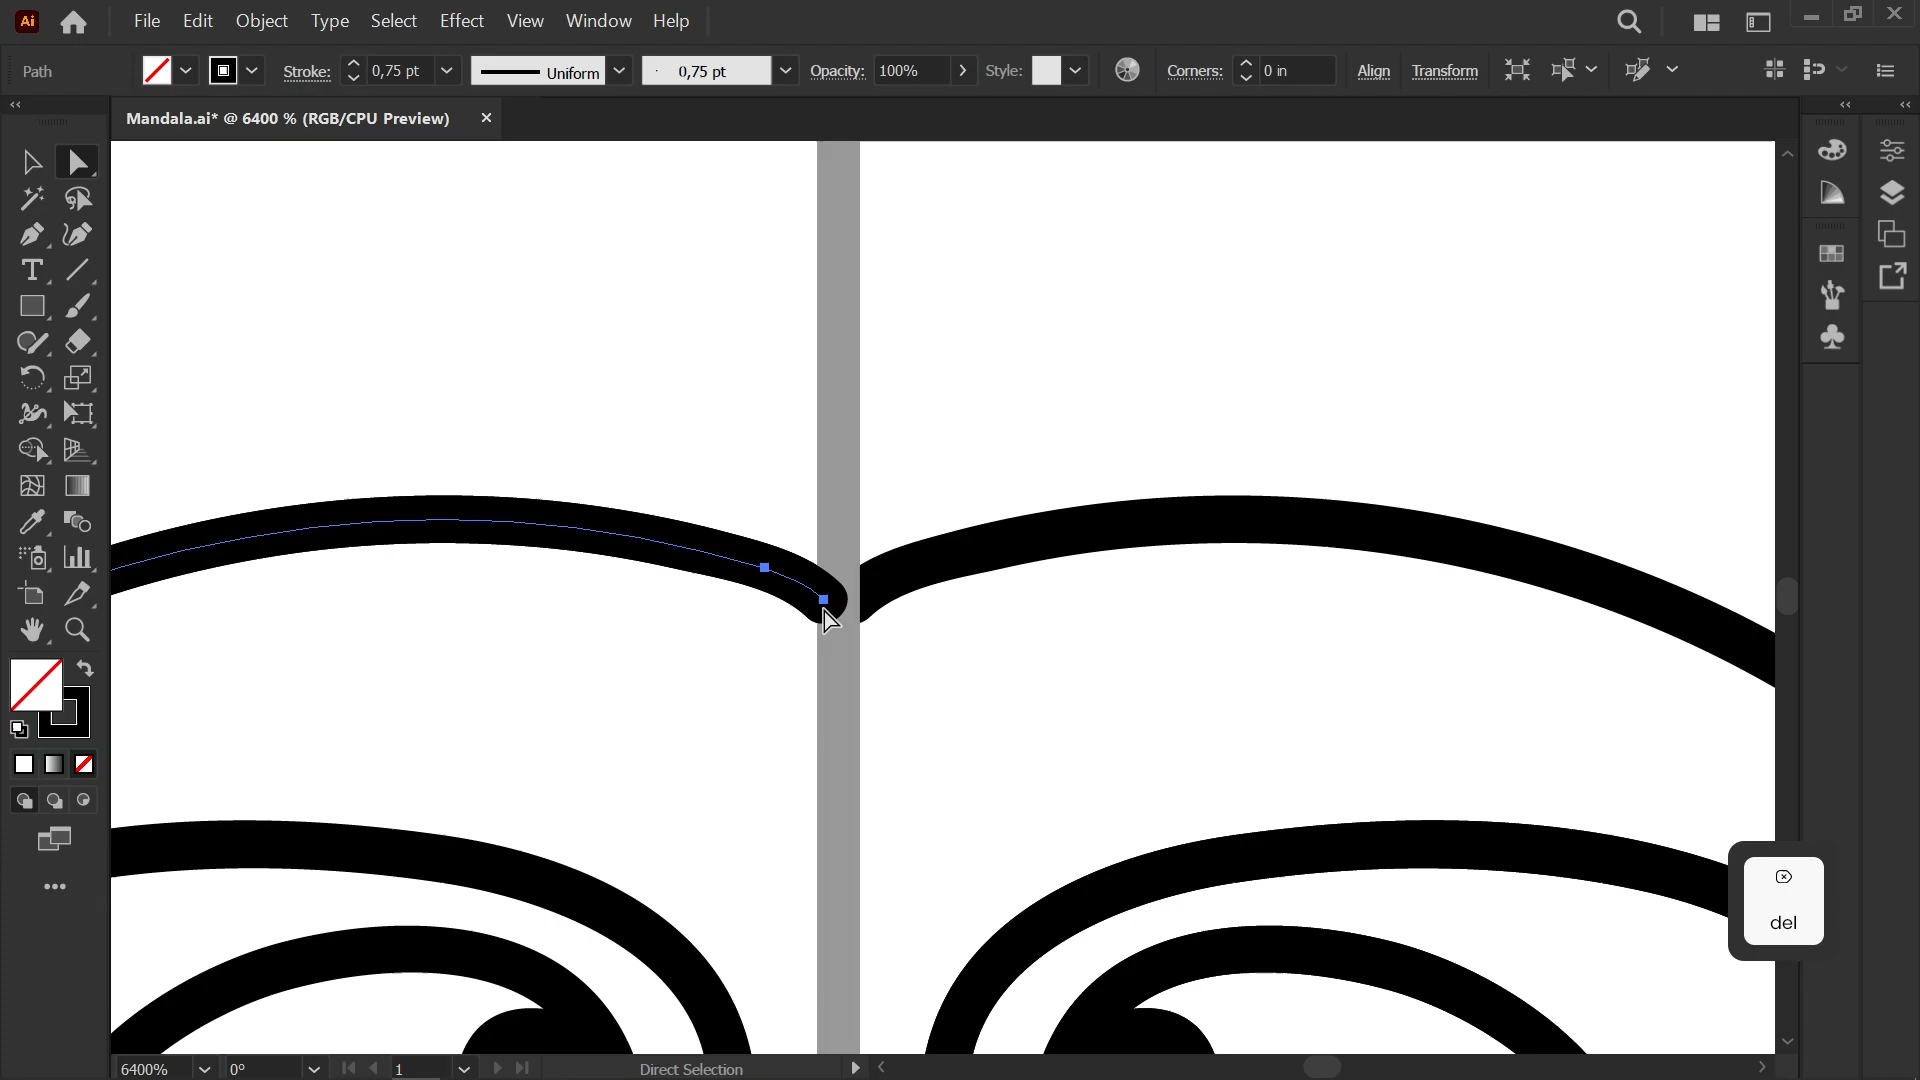 Ai File Edit Object Type Select Effect View Window Help
Path Stroke: 0,75 pt Uniform 0,75 pt Opacity: 100% Style: Corners: 0 in Align Transform
Mandala.ai* @ 6400 % (RGB/CPU Preview)
del
6400% 0° 1 Direct Selection